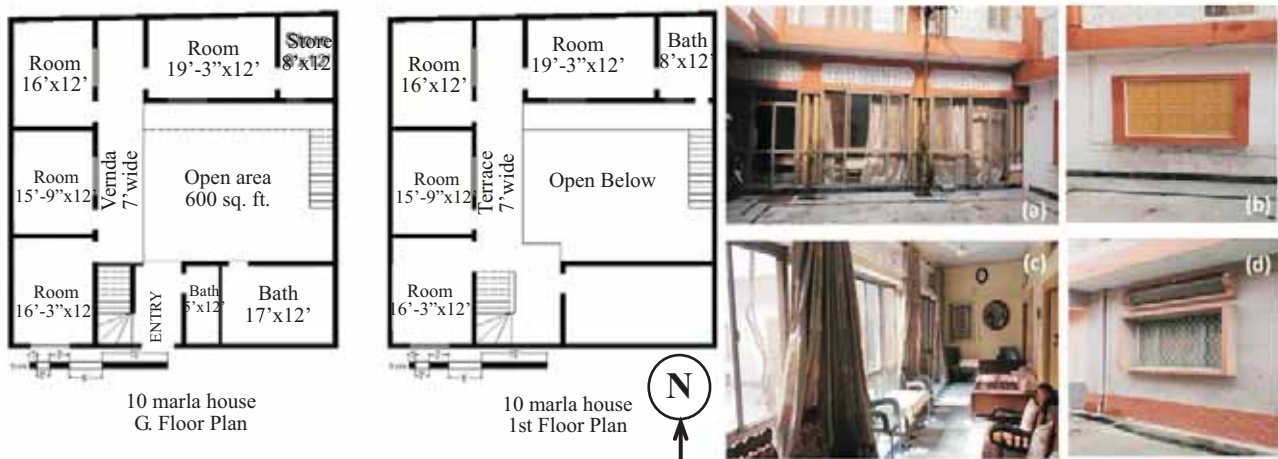 Room
16'x12'
Room
19'-3”x12'
Store
8'x12'
Room
15'-9”x12'
Vernda
7'wide
Open area
600 sq. ft.
Room
16'-3”x12'
ENTRY
Bath
5'x12'
Bath
17'x12'
10 marla house
G. Floor Plan
Room
16'x12'
Room
19'-3”x12'
Bath
8'x12'
Room
15'-9”x12'
Terrace
7'wide
Open Below
Room
16'-3”x12'
10 marla house
1st Floor Plan
N
(a)
(b)
(c)
(d)